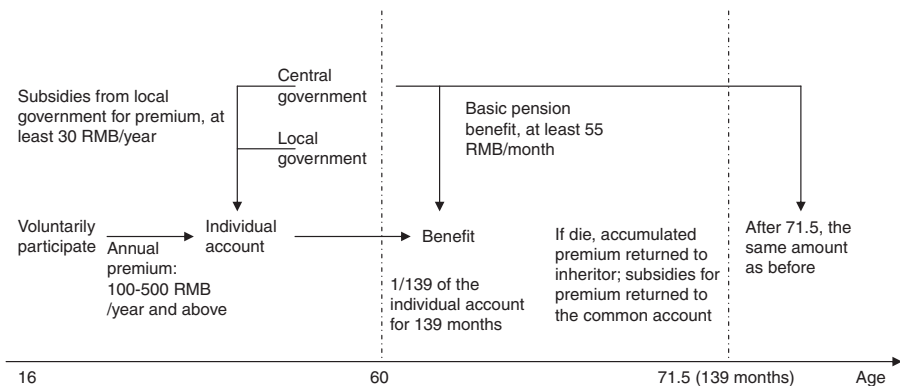 Subsidies from local
government for premium, at
least 30 RMB/year
Central
government
Local
government
Basic pension
benefit, at least 55
RMB/month
Voluntarily
participate
Annual
premium:
100-500 RMB
/year and above
Individual
account
Benefit
1/139 of the
individual account
for 139 months
If die, accumulated
premium returned to
inheritor; subsidies for
premium returned to
the common account
After 71.5, the
same amount
as before
16
60
71.5 (139 months)
Age